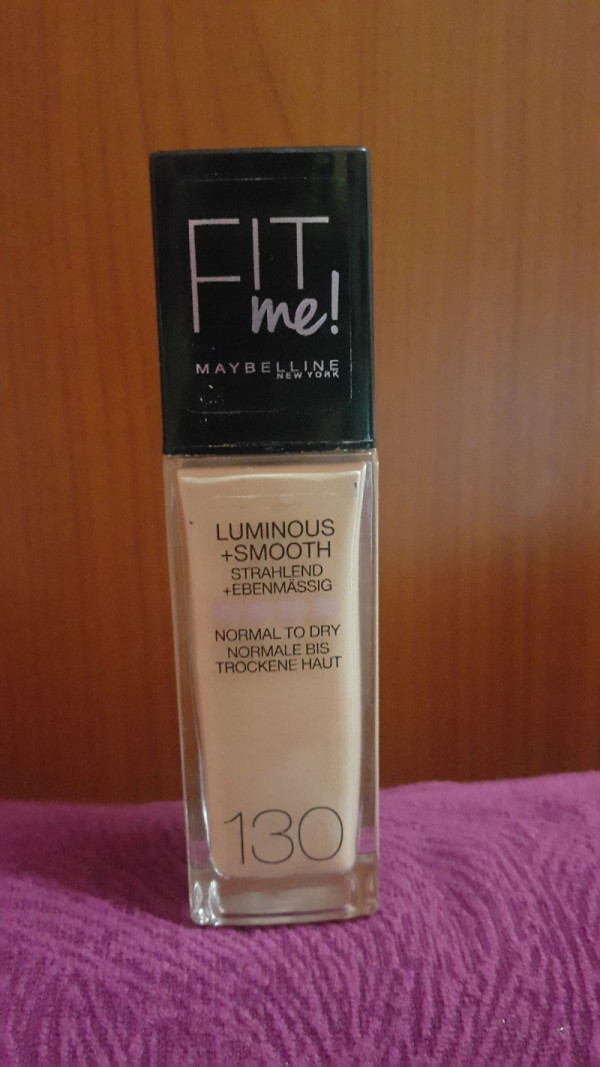 FIT
me!
MAYBELLINE
NEW YORK
LUMINOUS
+SMOOTH
STRAHLEND
+EBENMÄSSIG
NORMAL TO DRY
NORMALE BIS
TROCKENE HAUT
130